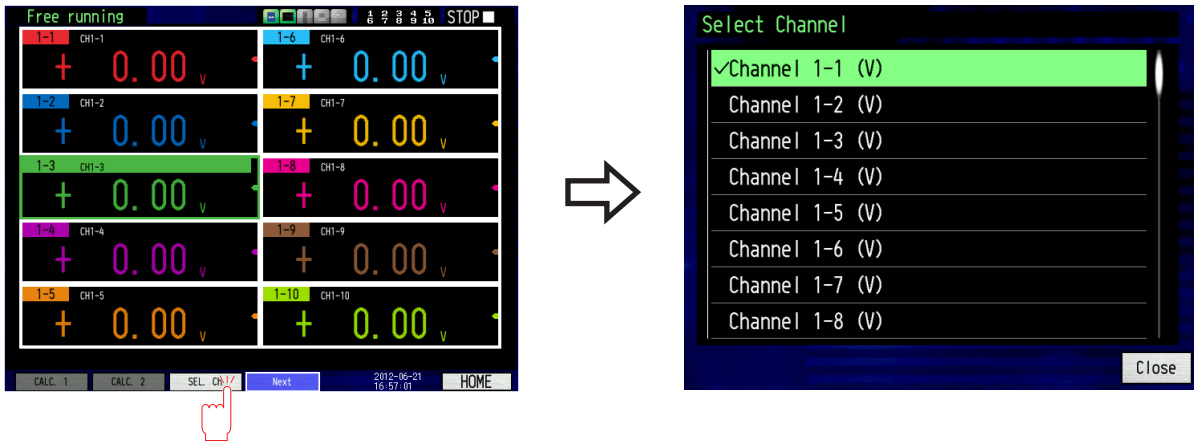 Free running
1 2 3 4 5 STOP
6 7 8 9 10
1-1 CH1-1
+ 0.00 V
1-6 CH1-6
+ 0.00 V
1-2 CH1-2
+ 0.00 V
1-7 CH1-7
+ 0.00 V
1-3 CH1-3
+ 0.00 V
1-8 CH1-8
+ 0.00 V
1-4 CH1-4
+ 0.00 V
1-9 CH1-9
+ 0.00 V
1-5 CH1-5
+ 0.00 V
1-10 CH1-10
+ 0.00 V
CALC. 1 CALC. 2 SEL. CH Next 2012-06-21 HOME
16:57:01
Select Channel
✓Channel 1-1 (V)
Channel 1-2 (V)
Channel 1-3 (V)
Channel 1-4 (V)
Channel 1-5 (V)
Channel 1-6 (V)
Channel 1-7 (V)
Channel 1-8 (V)
Close